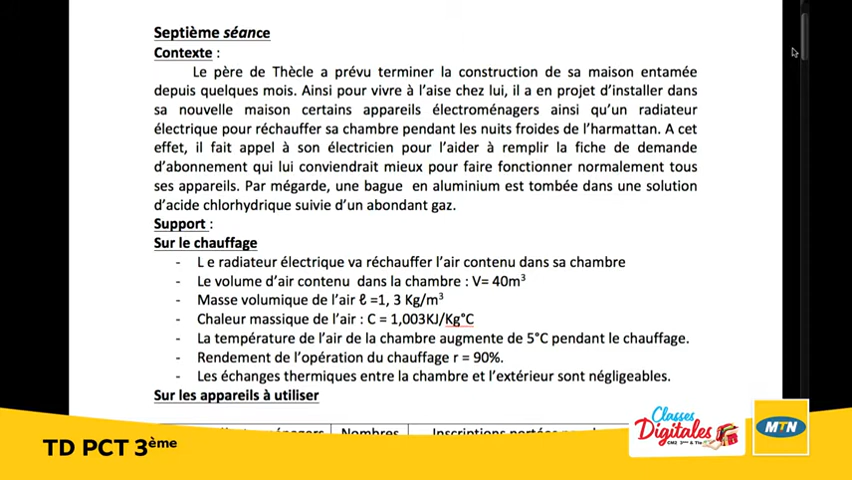 Septième séance
Contexte :
Le père de Thècle a prévu terminer la construction de sa maison entamée
depuis quelques mois. Ainsi pour vivre à l'aise chez lui, il a en projet d'installer dans
sa nouvelle maison certains appareils électroménagers ainsi qu'un radiateur
électrique pour réchauffer sa chambre pendant les nuits froides de l'harmattan. A cet
effet, il fait appel à son électricien pour l'aider à remplir la fiche de demande
d'abonnement qui lui conviendrait mieux pour faire fonctionner normalement tous
ses appareils. Par mégarde, une bague en aluminium est tombée dans une solution
d'acide chlorhydrique suivie d'un abondant gaz.
Support :
Sur le chauffage
- L e radiateur électrique va réchauffer l'air contenu dans sa chambre
- Le volume d'air contenu dans la chambre : V= 40m³
- Masse volumique de l'air ℓ =1, 3 Kg/m³
- Chaleur massique de l'air : C = 1,003KJ/Kg°C
- La température de l'air de la chambre augmente de 5°C pendant le chauffage.
- Rendement de l'opération du chauffage r = 90%.
- Les échanges thermiques entre la chambre et l'extérieur sont négligeables.
Sur les appareils à utiliser
Nombres Inscriptions portées
TD PCT 3ème
Classes
Digitales
CM2 3ème & Tle
MTN